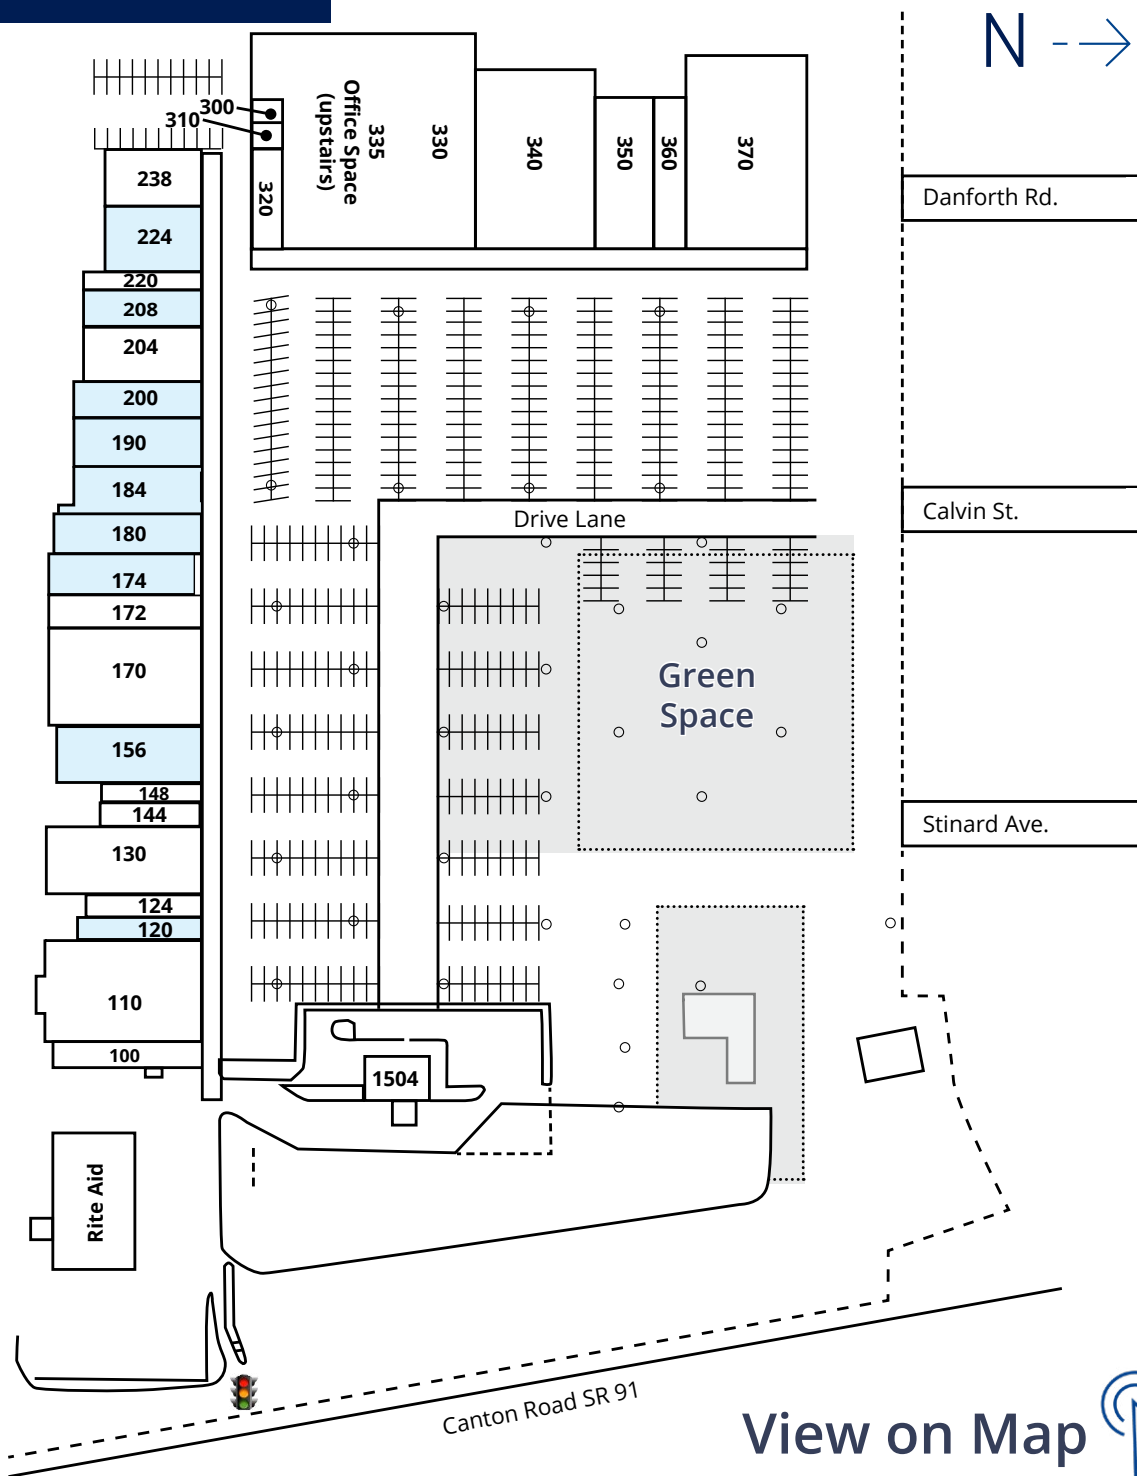 N
300
310
Office Space
(upstairs)
335
330
320
340
350
360
370
238
224
220
208
204
200
190
184
180
174
172
170
156
148
144
130
124
120
110
100
Danforth Rd.
Calvin St.
Stinard Ave.
Drive Lane
Green
Space
1504
Rite Aid
Canton Road SR 91
View on Map